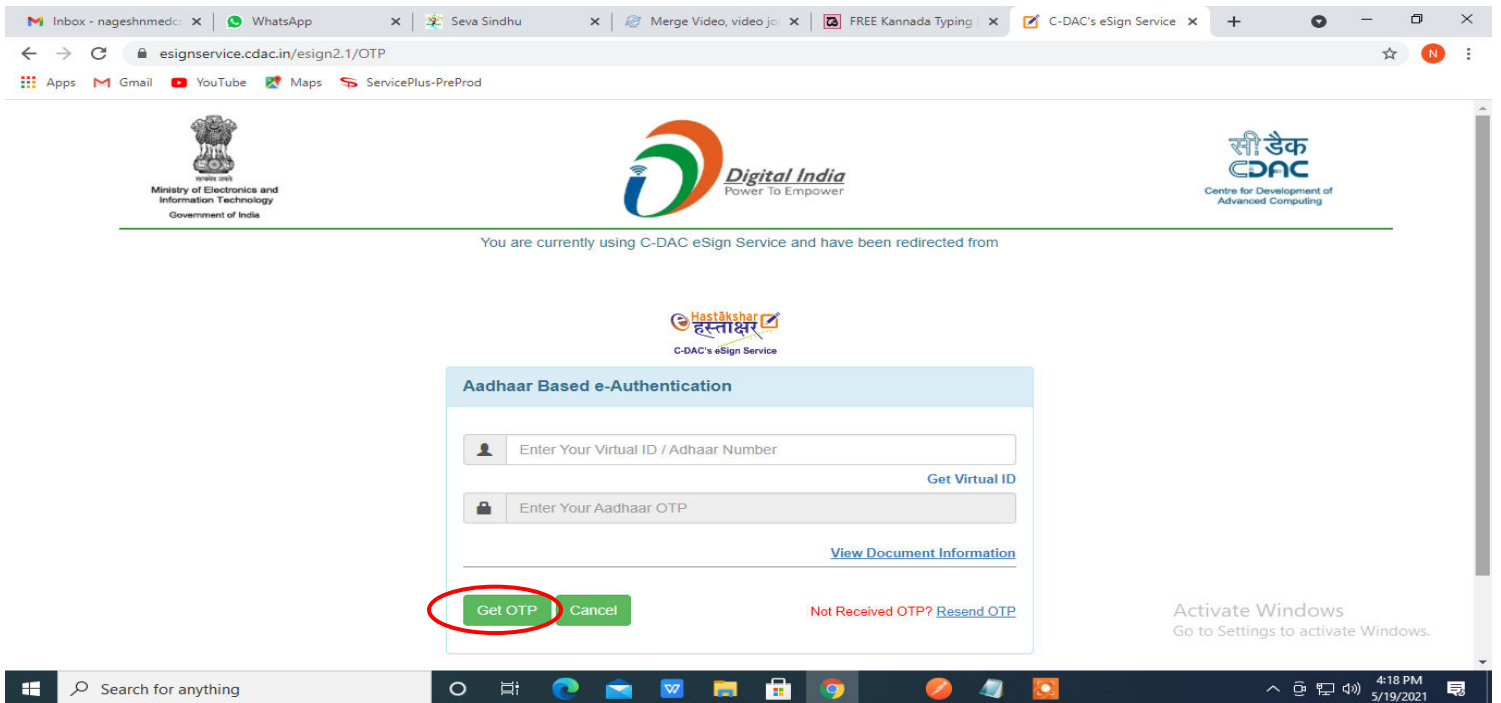 Inbox - nageshnmedc
WhatsApp
Seva Sindhu
Merge Video, video jo
FREE Kannada Typing
C-DAC's eSign Service
esignservice.cdac.in/esign2.1/OTP
N
Apps
Gmail
YouTube
Maps
ServicePlus-PreProd
सत्यमेव जयते
Ministry of Electronics and
Information Technology
Government of India
Digital India
Power To Empower
सी डैक
CDAC
Centre for Development of
Advanced Computing
You are currently using C-DAC eSign Service and have been redirected from
e Hastākshar
हस्ताक्षर
C-DAC's eSign Service
Aadhaar Based e-Authentication
Enter Your Virtual ID / Adhaar Number
Get Virtual ID
Enter Your Aadhaar OTP
View Document Information
Get OTP
Cancel
Not Received OTP? Resend OTP
Activate Windows
Go to Settings to activate Windows.
Search for anything
4:18 PM
5/19/2021